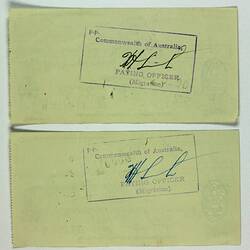 P.P.
Commonwealth of Australia,
PAYING OFFICER
(Migration)
P.P.
Commonwealth of Australia,
PAYING OFFICER
(Migration)